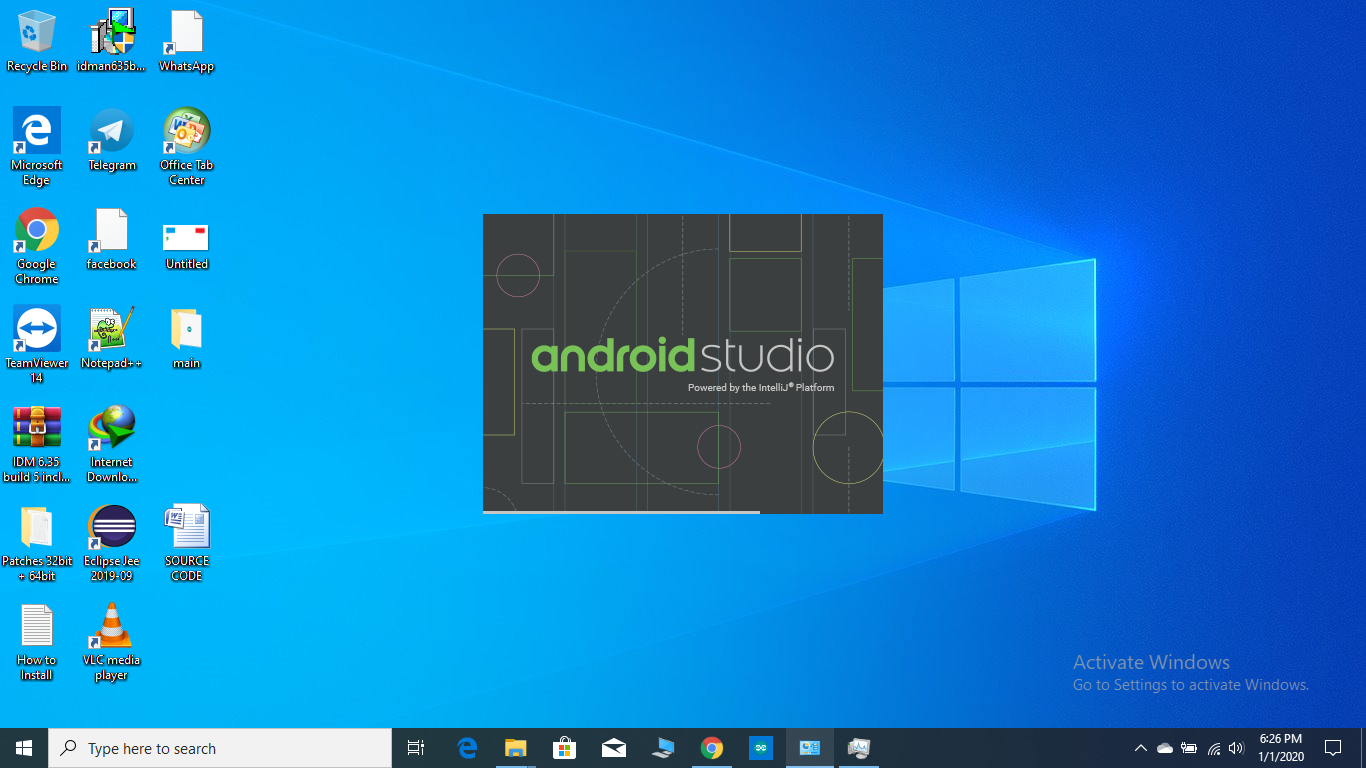 Recycle Bin
idman635b...
WhatsApp
Microsoft
Edge
Telegram
Office Tab
Center
Google
Chrome
facebook
Untitled
TeamViewer
14
Notepad++
main
IDM 6.35
build 5 incl...
Internet
Downlo...
Patches 32bit
+ 64bit
Eclipse Jee
2019-09
SOURCE
CODE
How to
Install
VLC media
player
androidstudio
Powered by the IntelliJ® Platform
Activate Windows
Go to Settings to activate Windows.
Type here to search
6:26 PM
1/1/2020